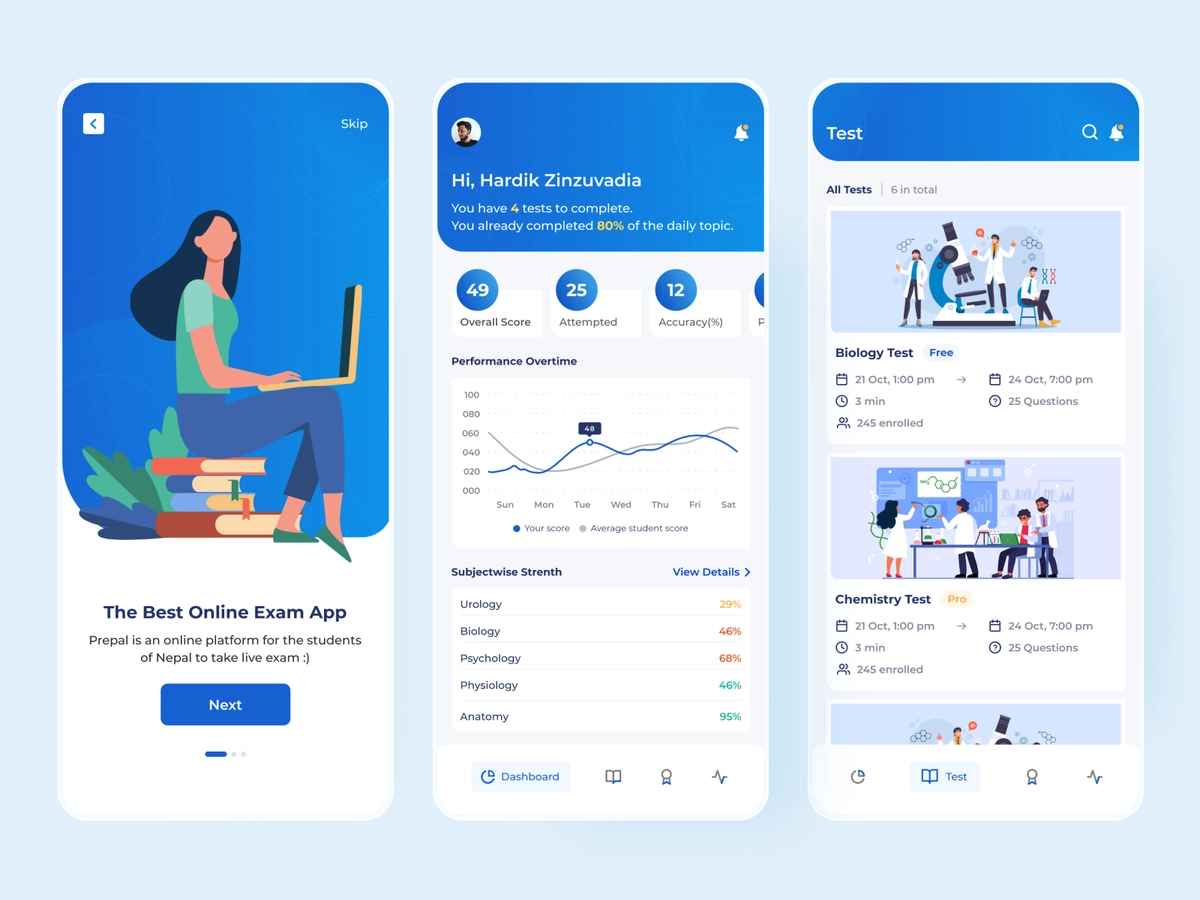 Skip
The Best Online Exam App
Prepal is an online platform for the students
of Nepal to take live exam :)
Next
Hi, Hardik Zinzuvadia
You have 4 tests to complete.
You already completed 80% of the daily topic.
49
25
12
Overall Score
Attempted
Accuracy(%)
P
Performance Overtime
100
080
060
040
020
000
48
Sun Mon Tue Wed Thu Fri Sat
Your score Average student score
Subjectwise Strenth
View Details
Urology 29%
Biology 46%
Psychology 68%
Physiology 46%
Anatomy 95%
Dashboard
Test
All Tests 6 in total
Biology Test Free
21 Oct, 1:00 pm → 24 Oct, 7:00 pm
3 min 25 Questions
245 enrolled
Chemistry Test Pro
21 Oct, 1:00 pm → 24 Oct, 7:00 pm
3 min 25 Questions
245 enrolled
Test